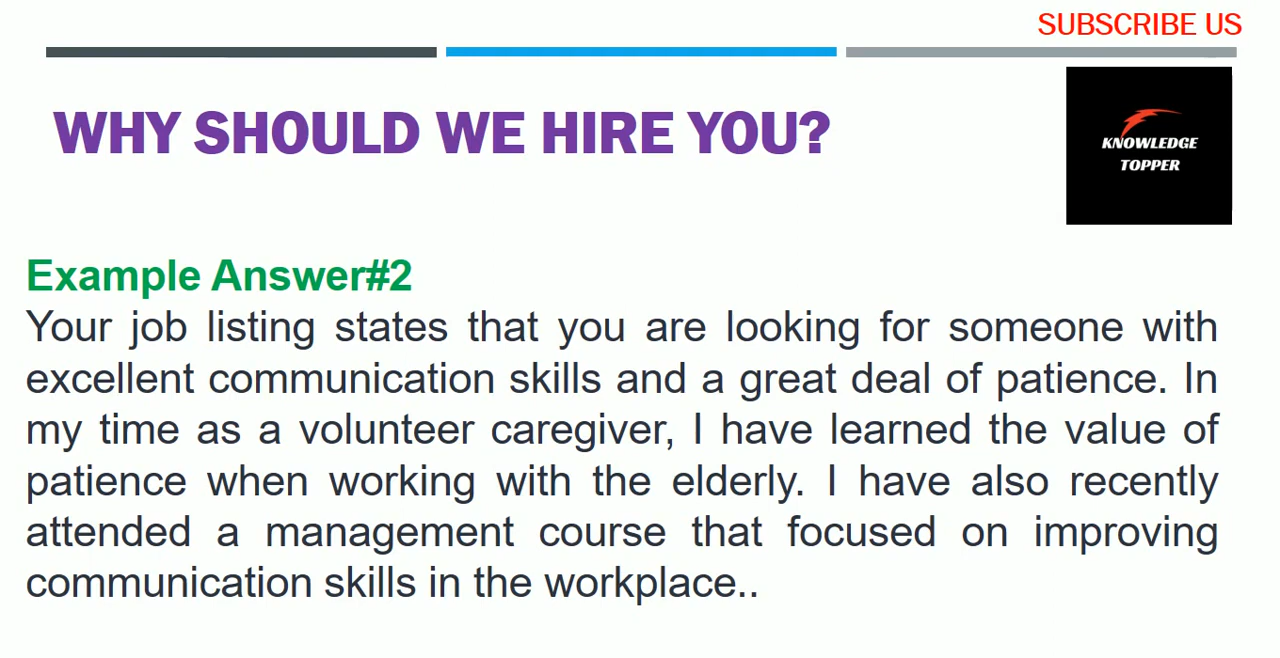 SUBSCRIBE US
WHY SHOULD WE HIRE YOU?
KNOWLEDGE
TOPPER
Example Answer#2
Your job listing states that you are looking for someone with
excellent communication skills and a great deal of patience. In
my time as a volunteer caregiver, I have learned the value of
patience when working with the elderly. I have also recently
attended a management course that focused on improving
communication skills in the workplace..